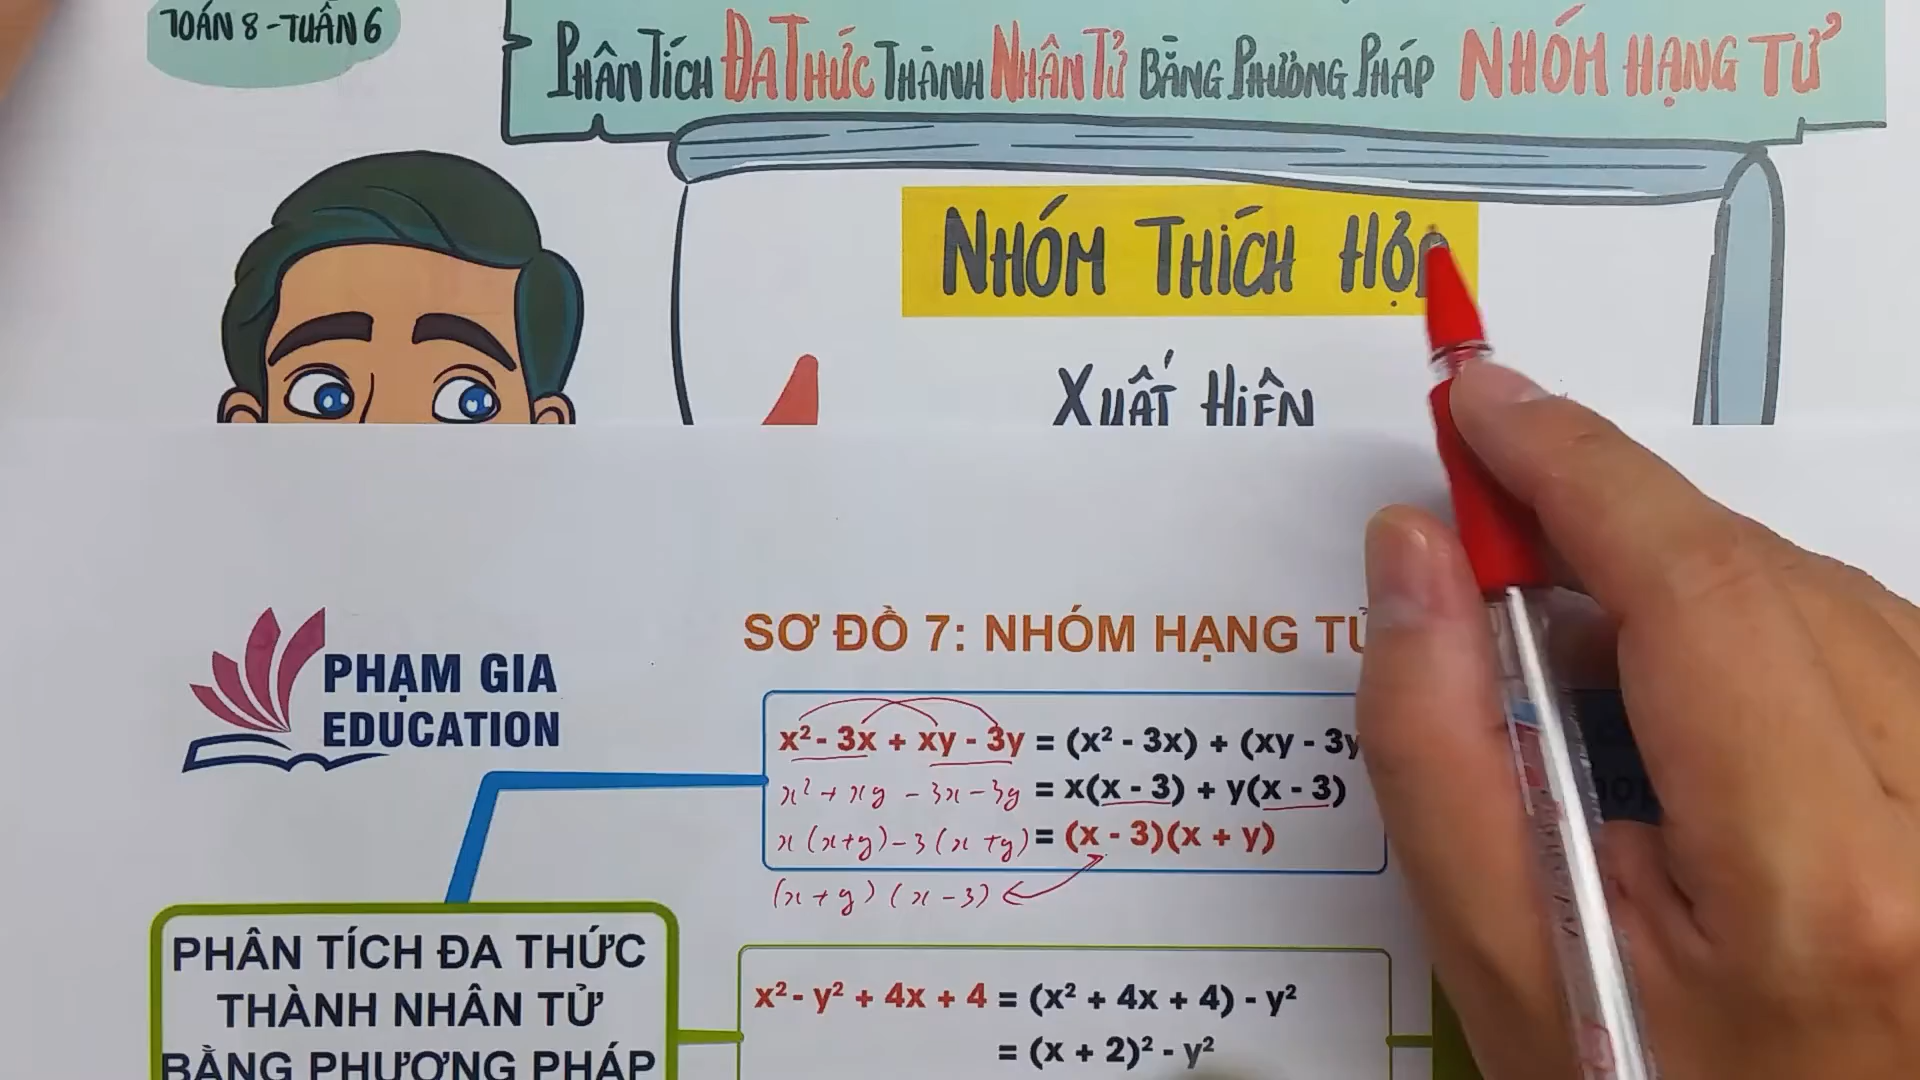 TOÁN 8 - TUẦN 6
PHÂN TÍCH ĐA THỨC THÀNH NHÂN TỬ BẰNG PHƯƠNG PHÁP NHÓM HẠNG TỬ
NHÓM THÍCH
XUẤT HIỆN
PHẠM GIA
EDUCATION
SƠ ĐỒ 7: NHÓM HẠNG
x² - 3x + xy - 3y = (x² - 3x) + (xy - 3y
x² + xy - 3x - 3y = x(x - 3) + y(x - 3)
x(x+y) - 3(x+y) = (x - 3)(x + y)
(x+y)(x-3)
PHÂN TÍCH ĐA THỨC
THÀNH NHÂN TỬ
BẰNG PHƯƠNG PHÁP
x² - y² + 4x + 4 = (x² + 4x + 4) - y²
= (x + 2)² - y²